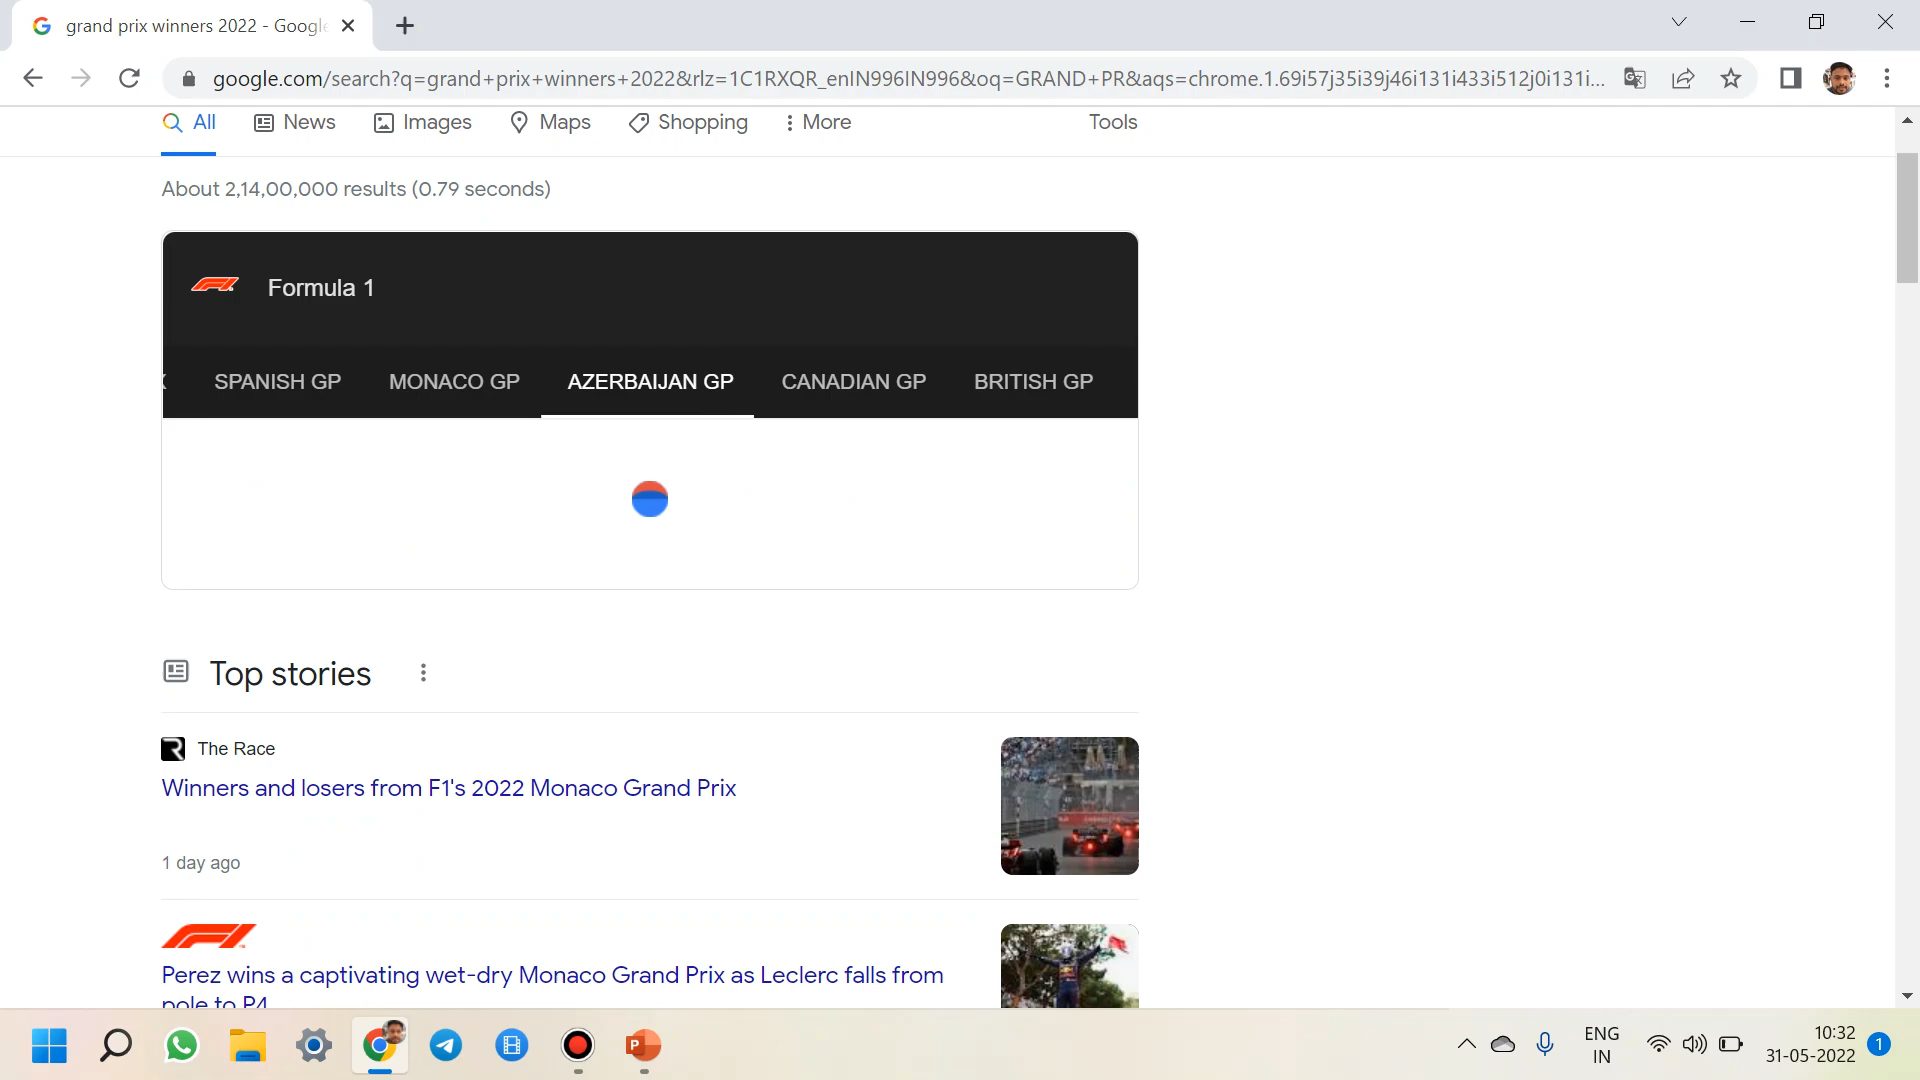 grand prix winners 2022 - Google
google.com/search?q=grand+prix+winners+2022&rlz=1C1RXQR_enIN996IN996&oq=GRAND+PR&aqs=chrome.1.69i57j35i39j46i131i433i512j0i131i...
All News Images Maps Shopping More Tools
About 2,14,00,000 results (0.79 seconds)
Formula 1
SPANISH GP MONACO GP AZERBAIJAN GP CANADIAN GP BRITISH GP
Top stories
The Race
Winners and losers from F1's 2022 Monaco Grand Prix
1 day ago
Perez wins a captivating wet-dry Monaco Grand Prix as Leclerc falls from
pole to P4
ENG
IN
10:32
31-05-2022
1